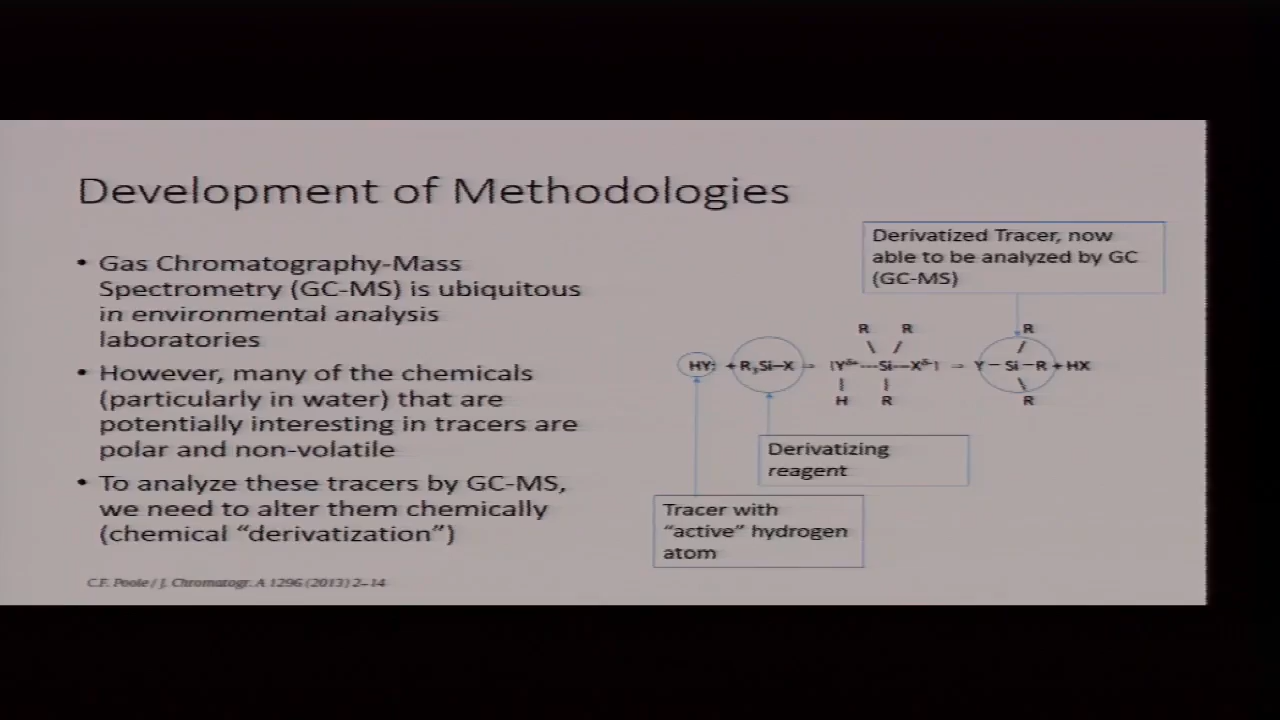 Development of Methodologies
• Gas Chromatography-Mass
Spectrometry (GC-MS) is ubiquitous
in environmental analysis
laboratories
• However, many of the chemicals
(particularly in water) that are
potentially interesting in tracers are
polar and non-volatile
• To analyze these tracers by GC-MS,
we need to alter them chemically
(chemical “derivatization”)
C.F. Poole / J. Chromatogr. A 1296 (2013) 2–14
Derivatized Tracer, now
able to be analyzed by GC
(GC-MS)
R R R
HY: + R3Si–X → [Yδ+---Si---Xδ-] → Y – Si – R + HX
H R R
Derivatizing
reagent
Tracer with
“active” hydrogen
atom